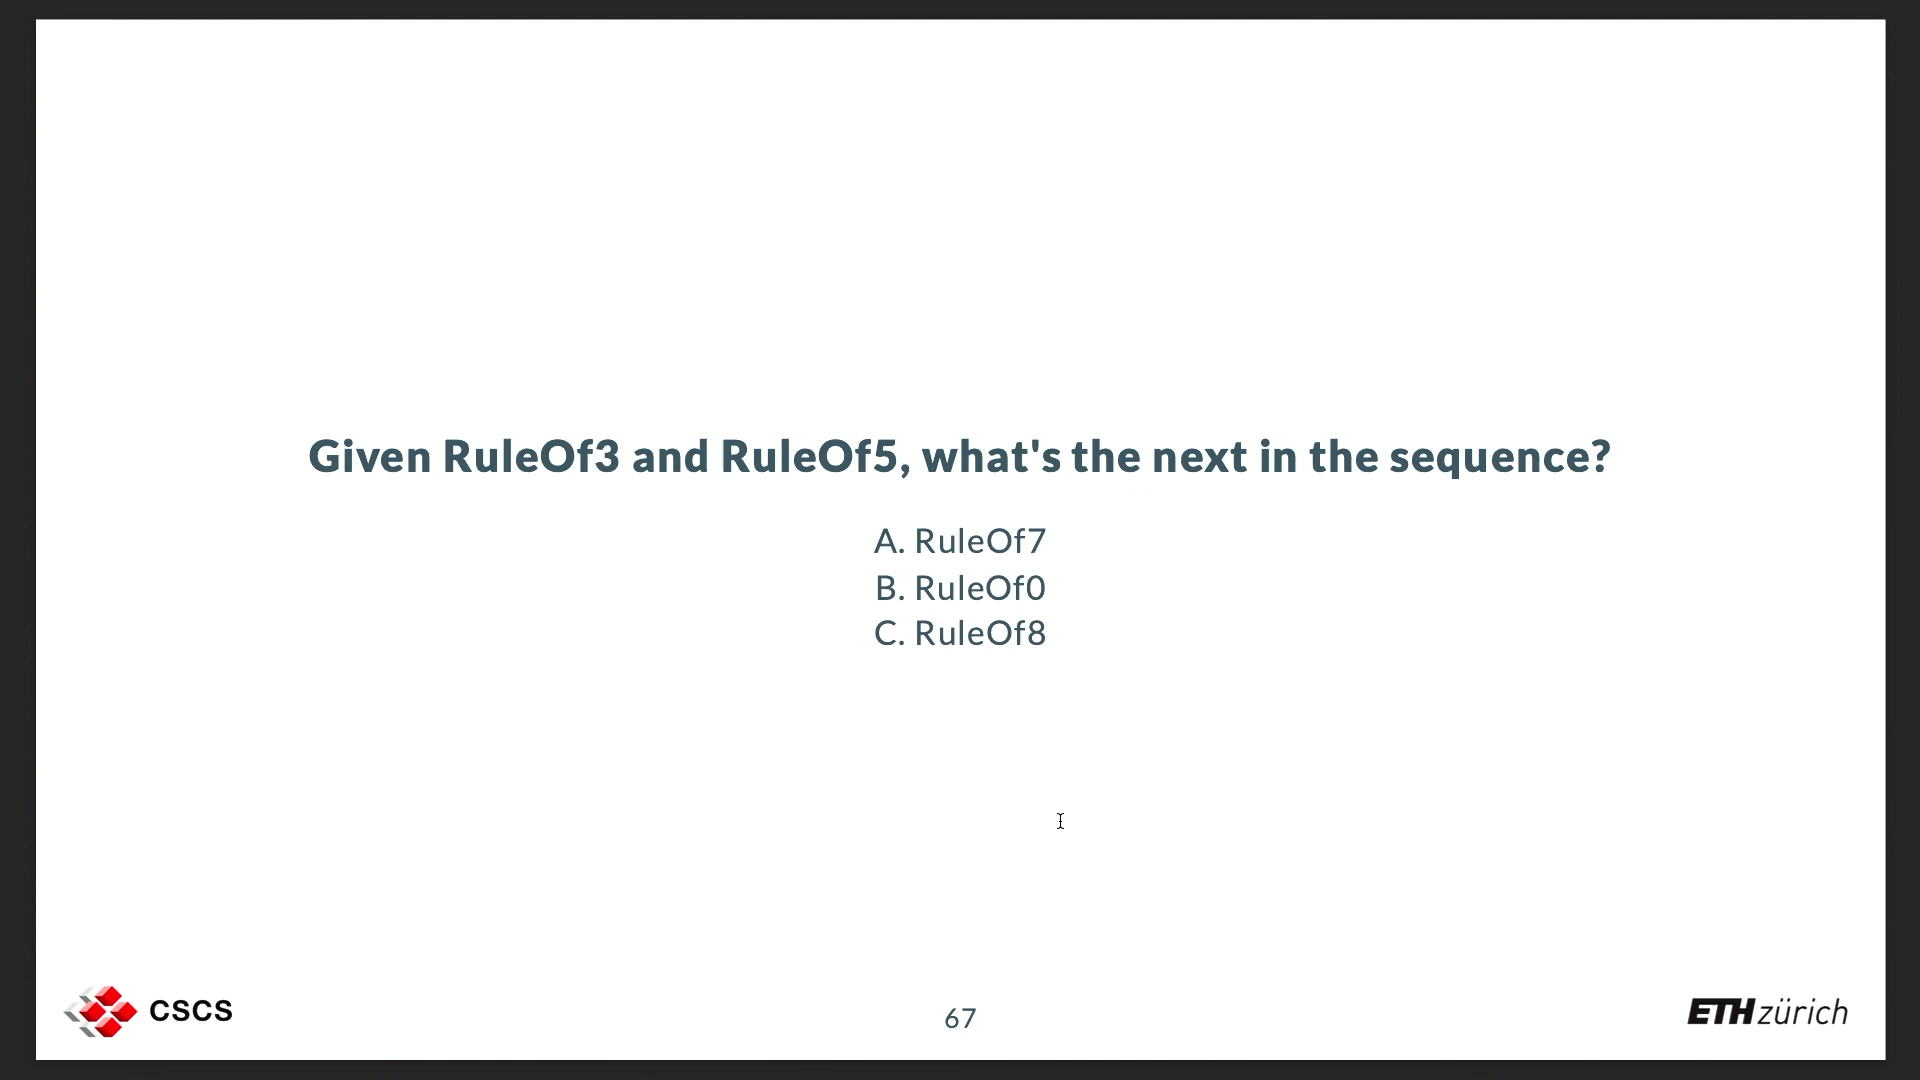 Given RuleOf3 and RuleOf5, what's the next in the sequence?
A. RuleOf7
B. RuleOf0
C. RuleOf8
CSCS
67
ETH zürich